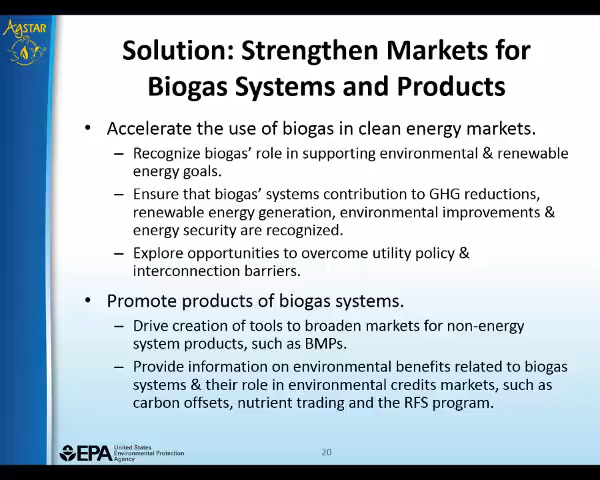 AgSTAR
Solution: Strengthen Markets for
Biogas Systems and Products
• Accelerate the use of biogas in clean energy markets.
– Recognize biogas’ role in supporting environmental & renewable
energy goals.
– Ensure that biogas’ systems contribution to GHG reductions,
renewable energy generation, environmental improvements &
energy security are recognized.
– Explore opportunities to overcome utility policy &
interconnection barriers.
• Promote products of biogas systems.
– Drive creation of tools to broaden markets for non-energy
system products, such as BMPs.
– Provide information on environmental benefits related to biogas
systems & their role in environmental credits markets, such as
carbon offsets, nutrient trading and the RFS program.
EPA
United States
Environmental Protection
Agency
20